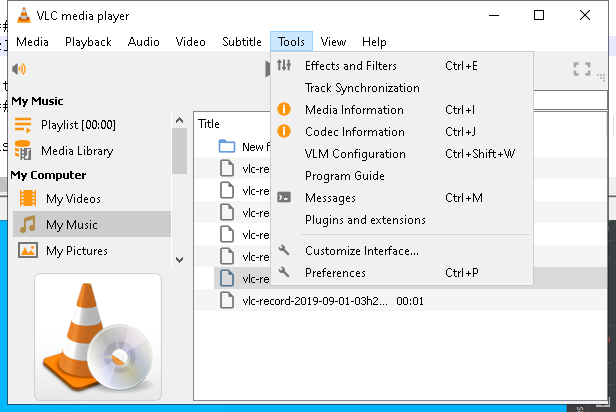 VLC media player
Media Playback Audio Video Subtitle Tools View Help
My Music
Playlist [00:00]
Media Library
My Computer
My Videos
My Music
My Pictures
Effects and Filters Ctrl+E
Track Synchronization
Media Information Ctrl+I
Codec Information Ctrl+J
VLM Configuration Ctrl+Shift+W
Program Guide
Messages Ctrl+M
Plugins and extensions
Customize Interface...
Preferences Ctrl+P
Title
New f
vlc-re
vlc-re
vlc-re
vlc-re
vlc-re
vlc-re
vlc-record-2019-09-01-03h2... 00:01